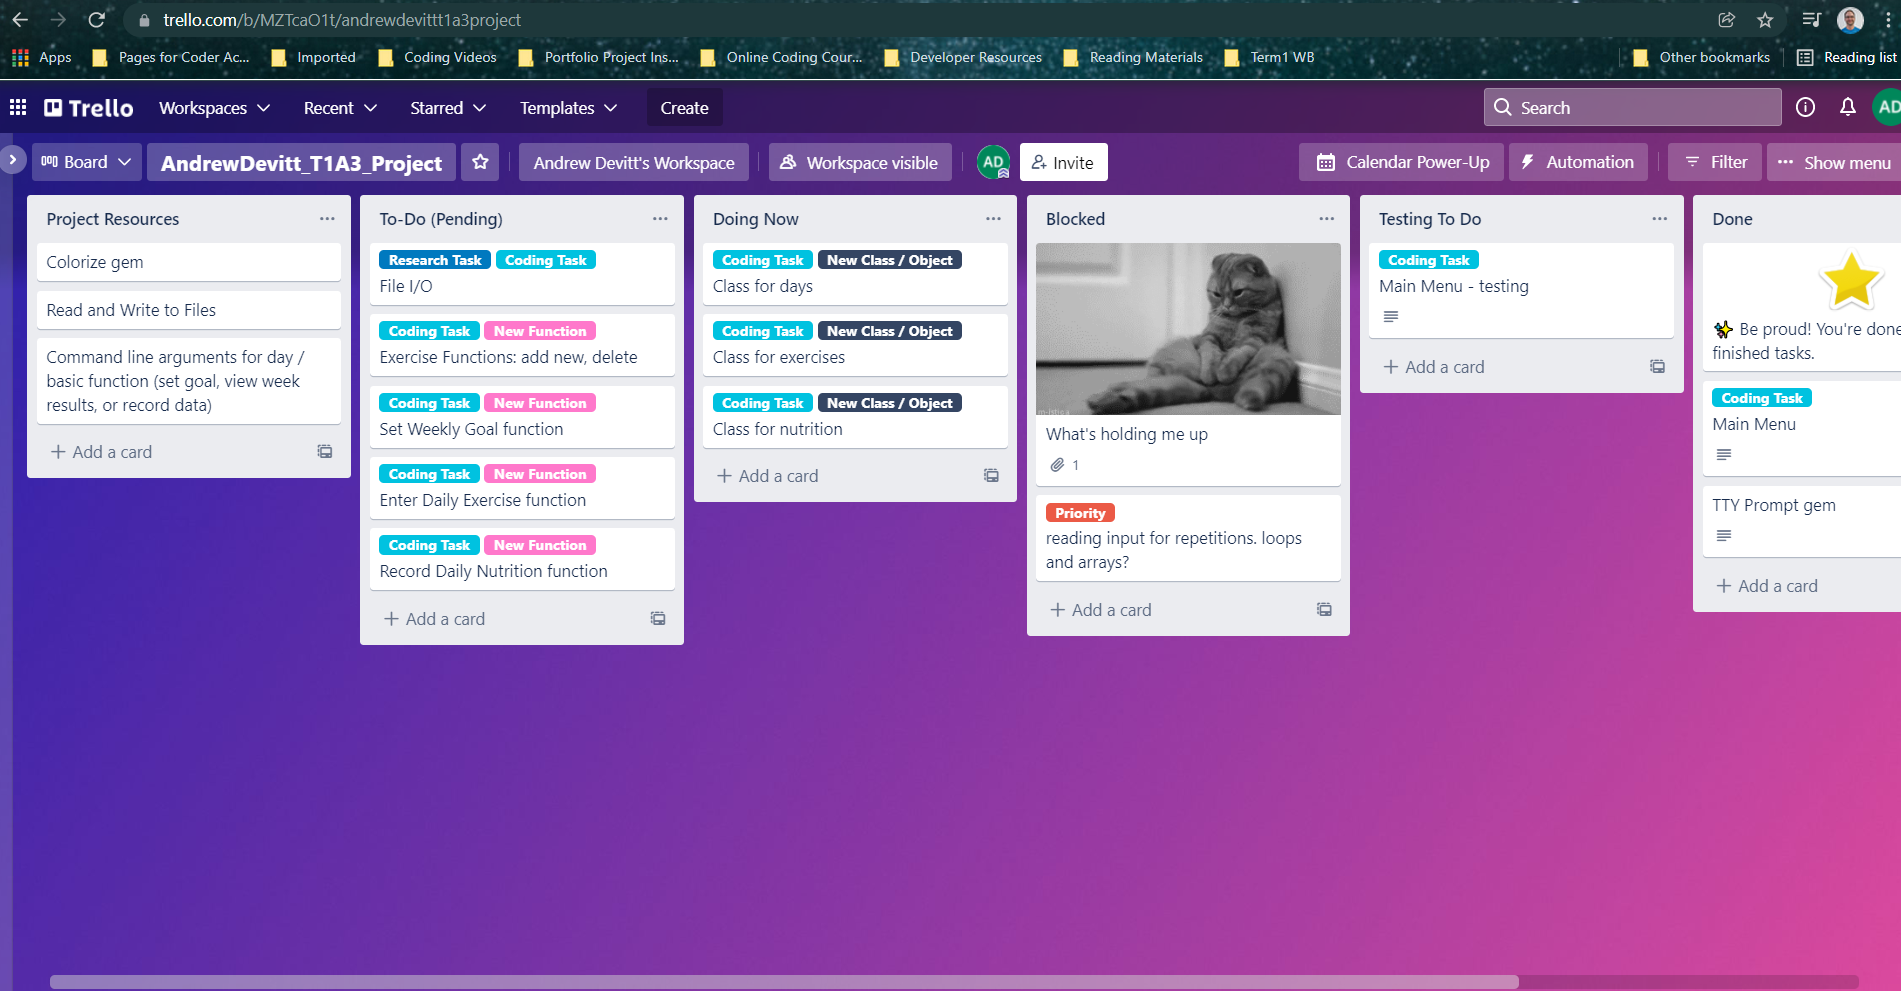 trello.com/b/MZTcaO1t/andrewdevittt1a3project
Apps
Pages for Coder Ac...
Imported
Coding Videos
Portfolio Project Ins...
Online Coding Cour...
Developer Resources
Reading Materials
Term1 WB
Other bookmarks
Reading list
Trello
Workspaces
Recent
Starred
Templates
Create
Search
AD
Board
AndrewDevitt_T1A3_Project
Andrew Devitt's Workspace
Workspace visible
AD
Invite
Calendar Power-Up
Automation
Filter
Show menu
Project Resources
Colorize gem
Read and Write to Files
Command line arguments for day /
basic function (set goal, view week
results, or record data)
Add a card
To-Do (Pending)
Research Task Coding Task
File I/O
Coding Task New Function
Exercise Functions: add new, delete
Coding Task New Function
Set Weekly Goal function
Coding Task New Function
Enter Daily Exercise function
Coding Task New Function
Record Daily Nutrition function
Add a card
Doing Now
Coding Task New Class / Object
Class for days
Coding Task New Class / Object
Class for exercises
Coding Task New Class / Object
Class for nutrition
Add a card
Blocked
What's holding me up
1
Priority
reading input for repetitions. loops
and arrays?
Add a card
Testing To Do
Coding Task
Main Menu - testing
Add a card
Done
Be proud! You're done
finished tasks.
Coding Task
Main Menu
TTY Prompt gem
Add a card